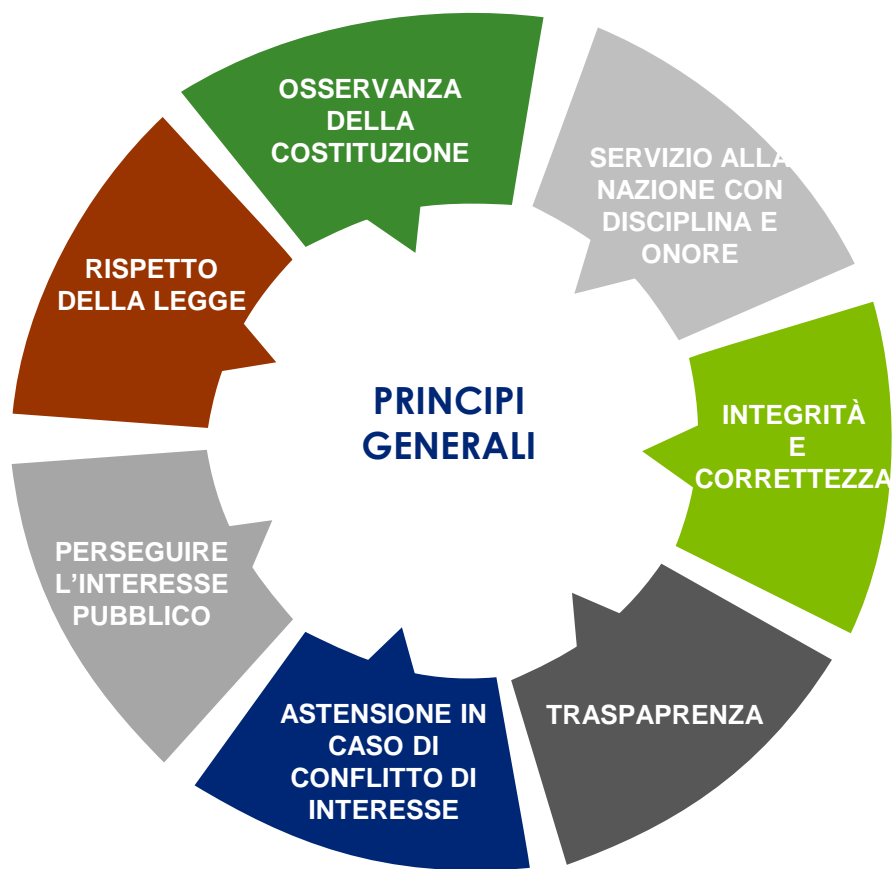 OSSERVANZA
DELLA
COSTITUZIONE
SERVIZIO ALLA
NAZIONE CON
DISCIPLINA E
ONORE
RISPETTO
DELLA LEGGE
PRINCIPI
GENERALI
INTEGRITÀ
E
CORRETTEZZA
PERSEGUIRE
L’INTERESSE
PUBBLICO
TRASPAPRENZA
ASTENSIONE IN
CASO DI
CONFLITTO DI
INTERESSE